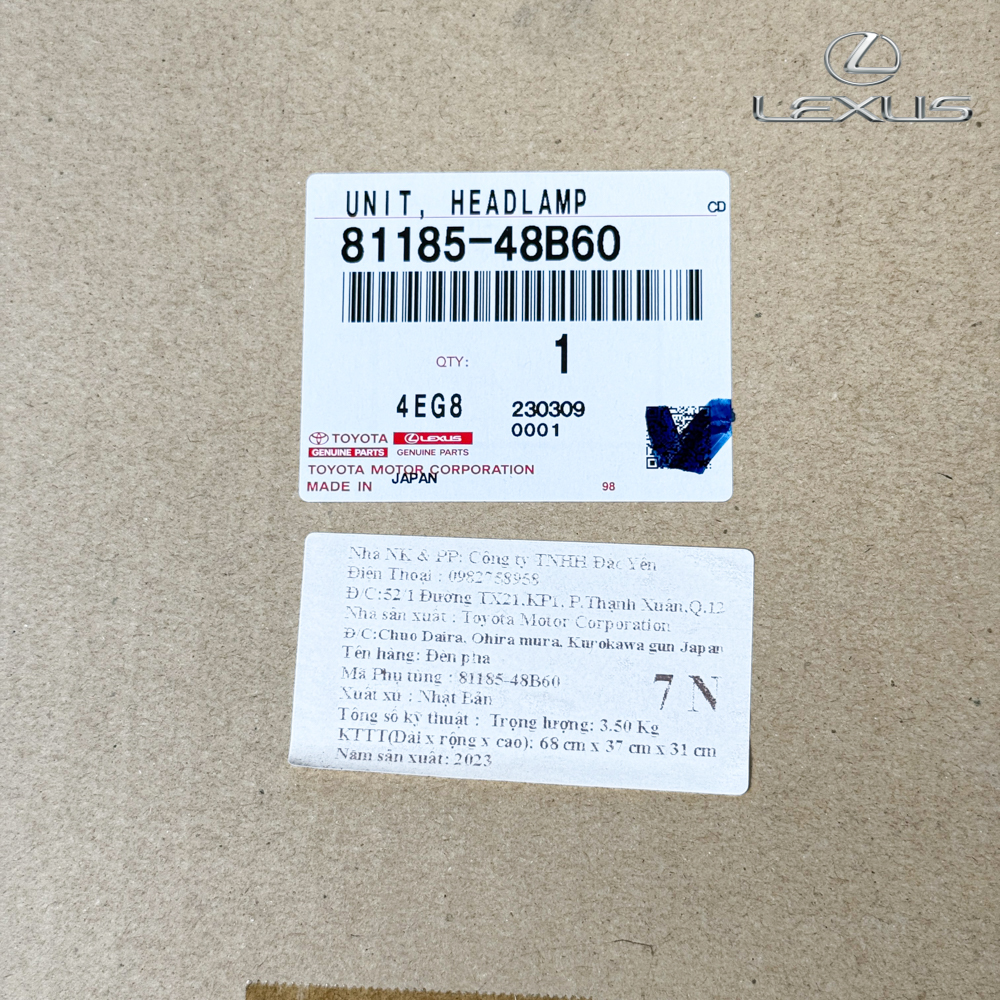 LEXUS
UNIT, HEADLAMP
CD
81185-48B60
QTY: 1
4EG8 230309
0001
TOYOTA LEXUS
GENUINE PARTS GENUINE PARTS
TOYOTA MOTOR CORPORATION
MADE IN JAPAN 98
Nha NK & PP: Công ty TNHH Đắc Yến
Điện Thoại : 0982758958
Đ/C:52/1 Đường TX21,KP1, P.Thạnh Xuân,Q.12
Nhà sản xuất : Toyota Motor Corporation
Đ/C:Chuo Daira, Ohira mura, Kurokawa gun Japan
Tên hàng: Đèn pha
Mã Phụ tùng : 81185-48B60
7 N
Xuất xứ : Nhật Bản
Tông số kỹ thuật : Trọng lượng: 3.50 Kg
KTTT(Dài x rộng x cao): 68 cm x 37 cm x 31 cm
Năm sản xuất: 2023